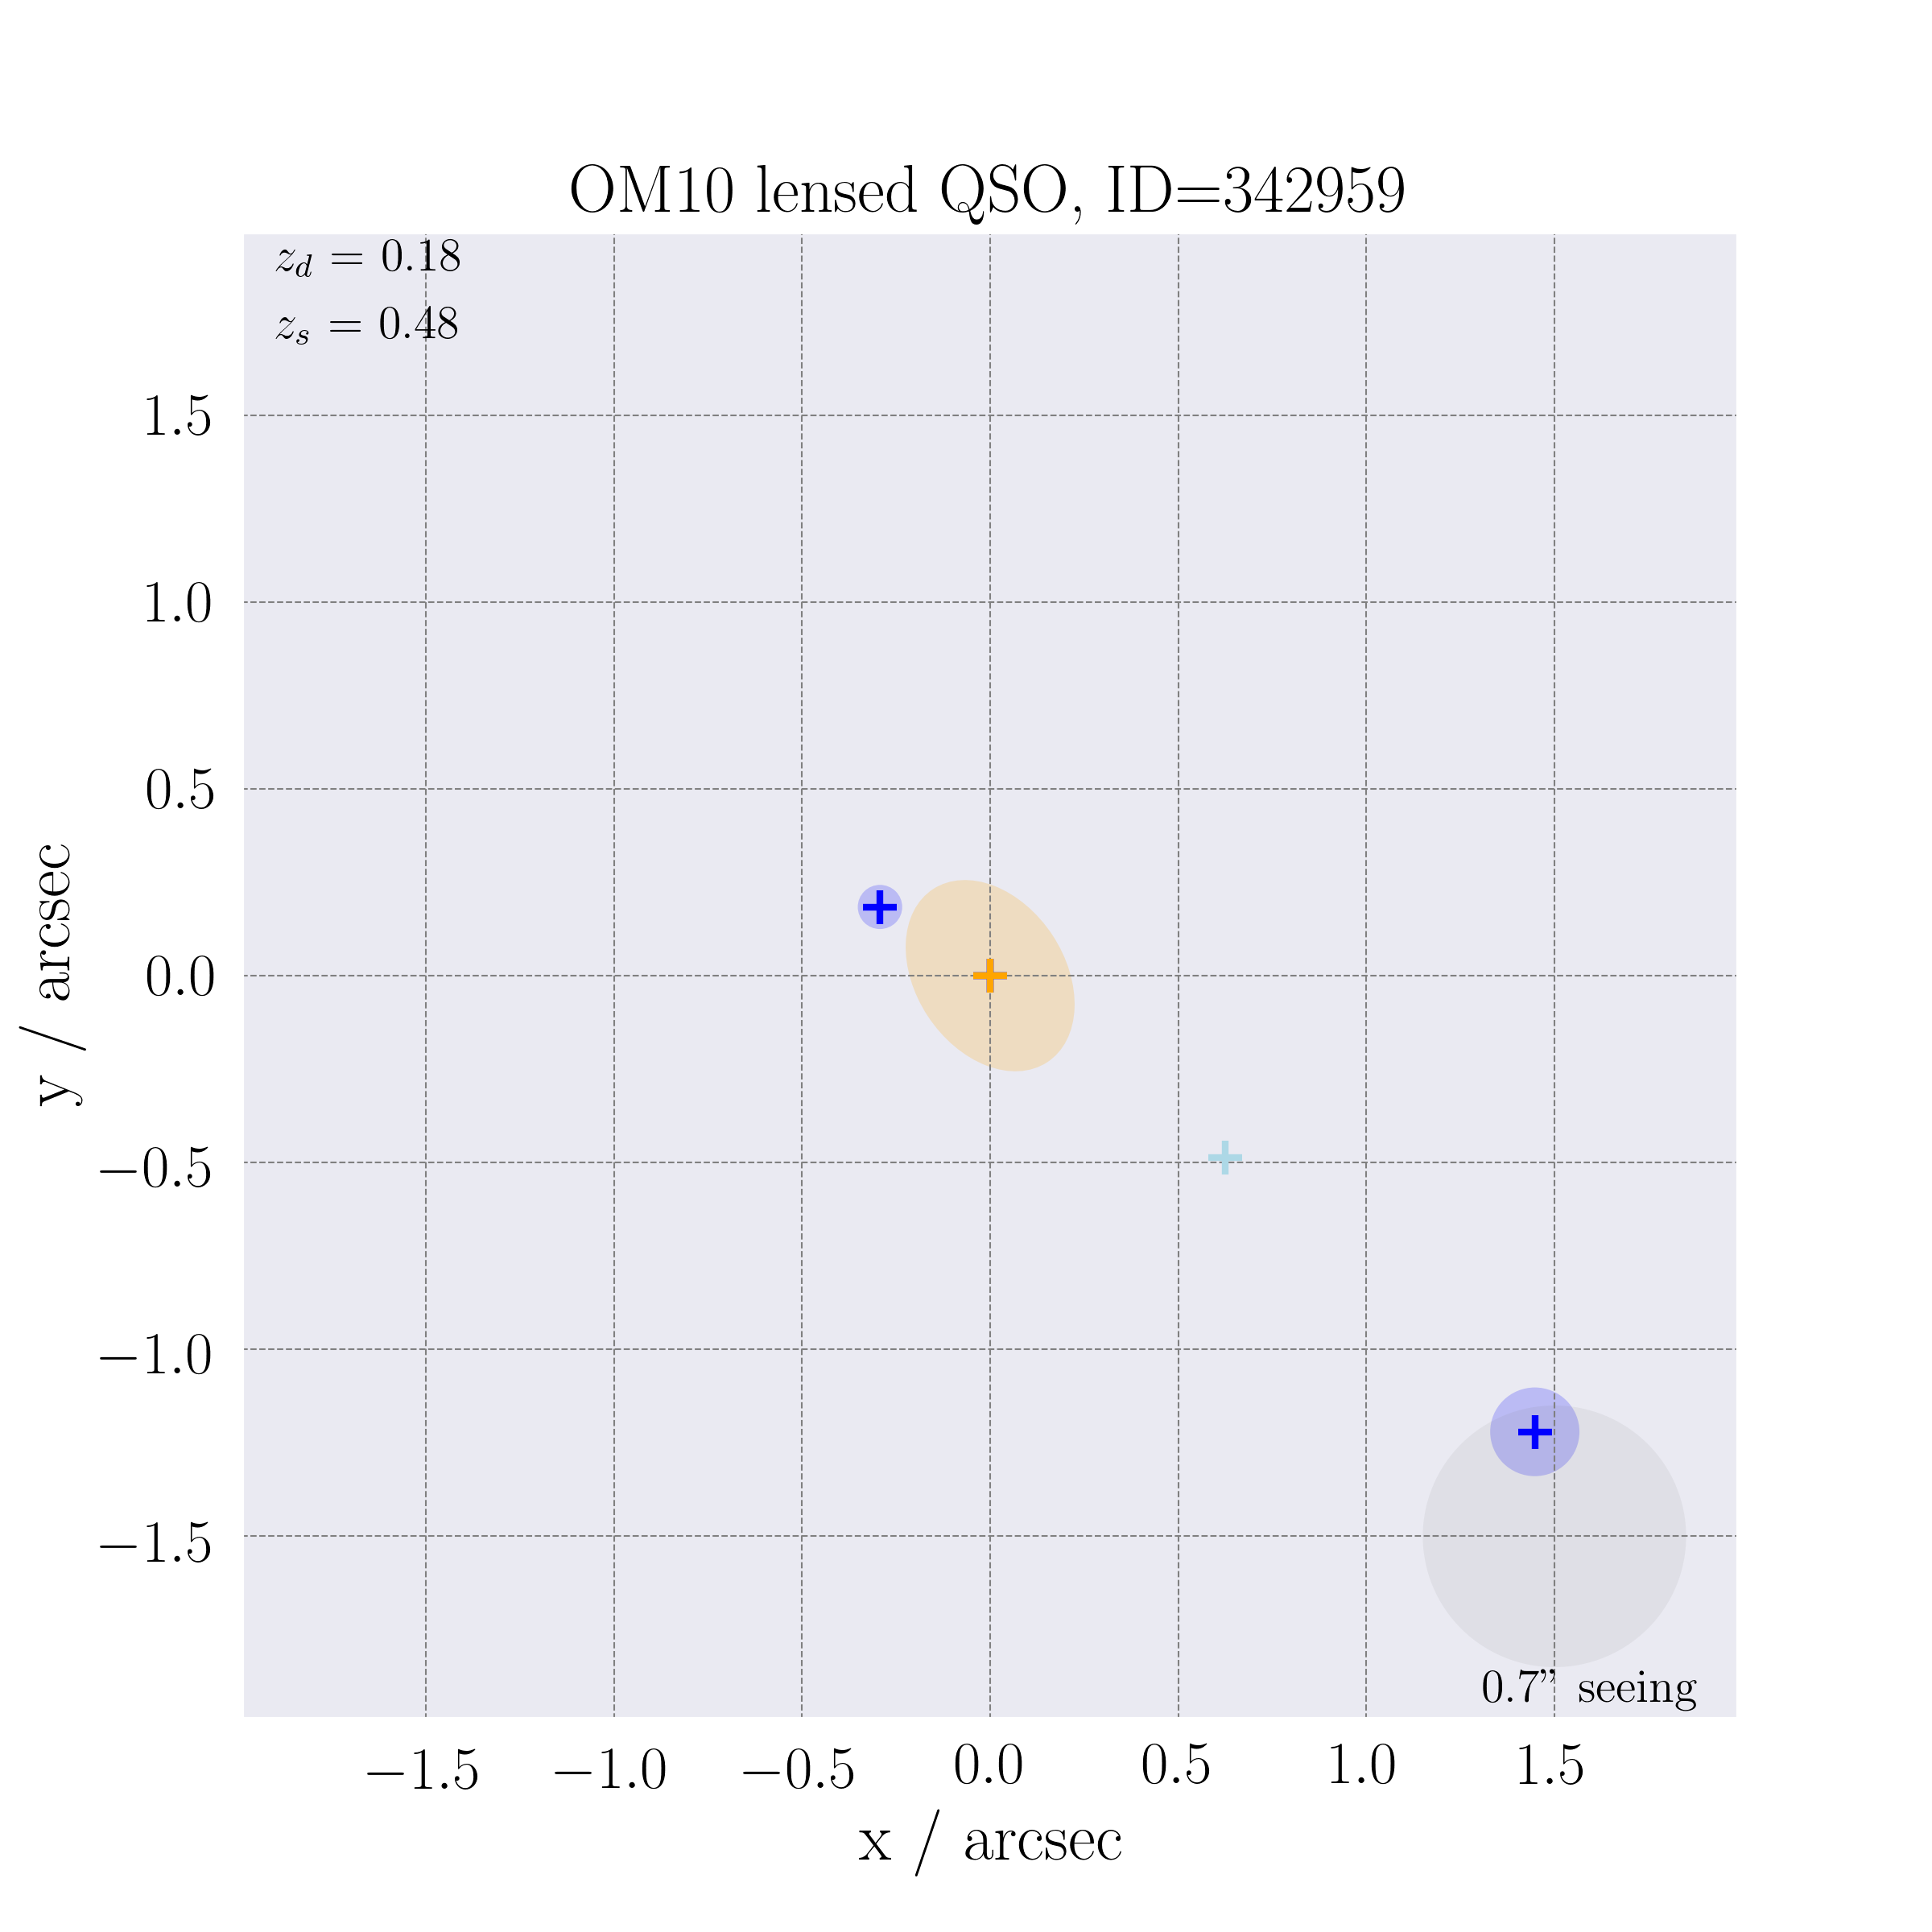 OM10 lensed QSO, ID=342959
z_d = 0.18
z_s = 0.48
1.5
1.0
0.5
0.0
−0.5
−1.0
−1.5
y / arcsec
0.7” seeing
−1.5 −1.0 −0.5 0.0 0.5 1.0 1.5
x / arcsec